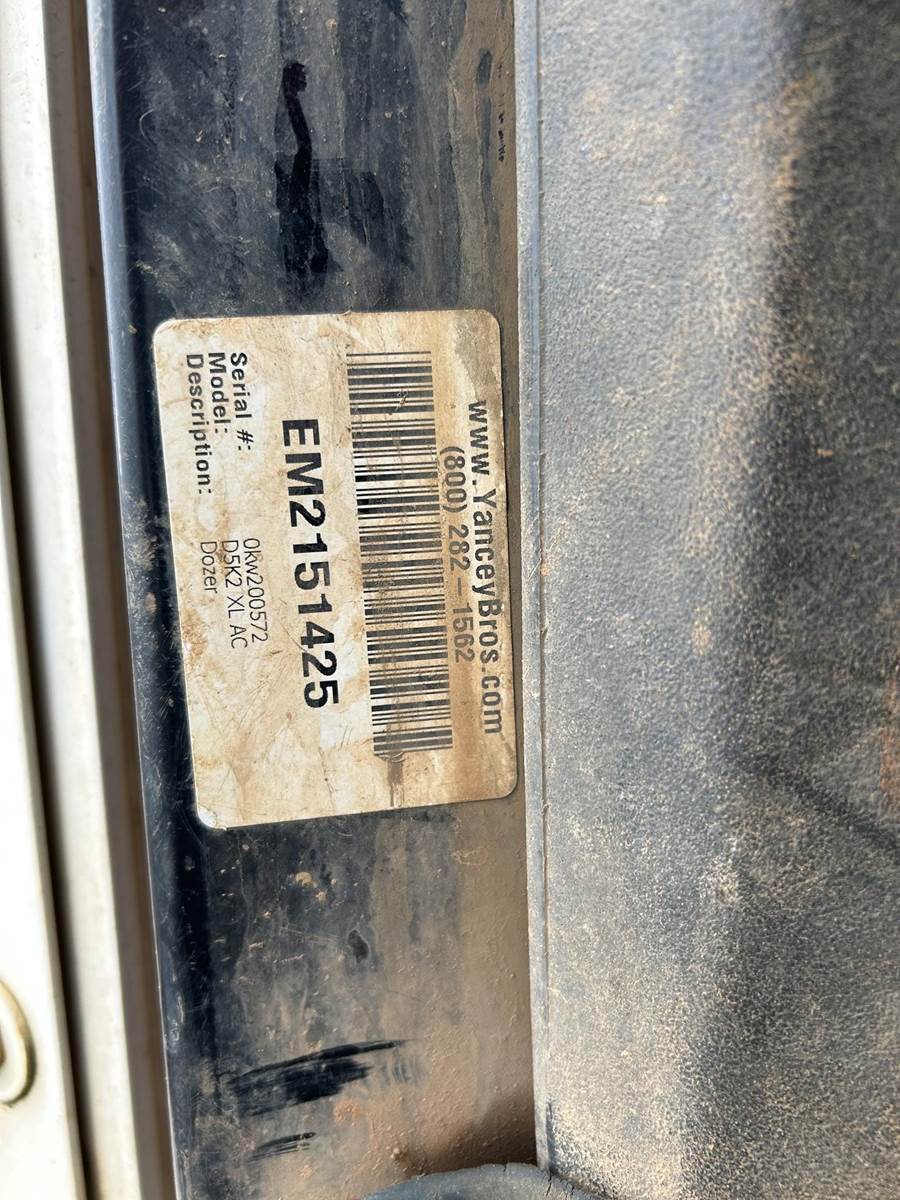 www.YanceyBros.com
(800) 282-1562
EM2151425
Serial #: 0kw200572
Model: D5K2 XL AC
Description: Dozer